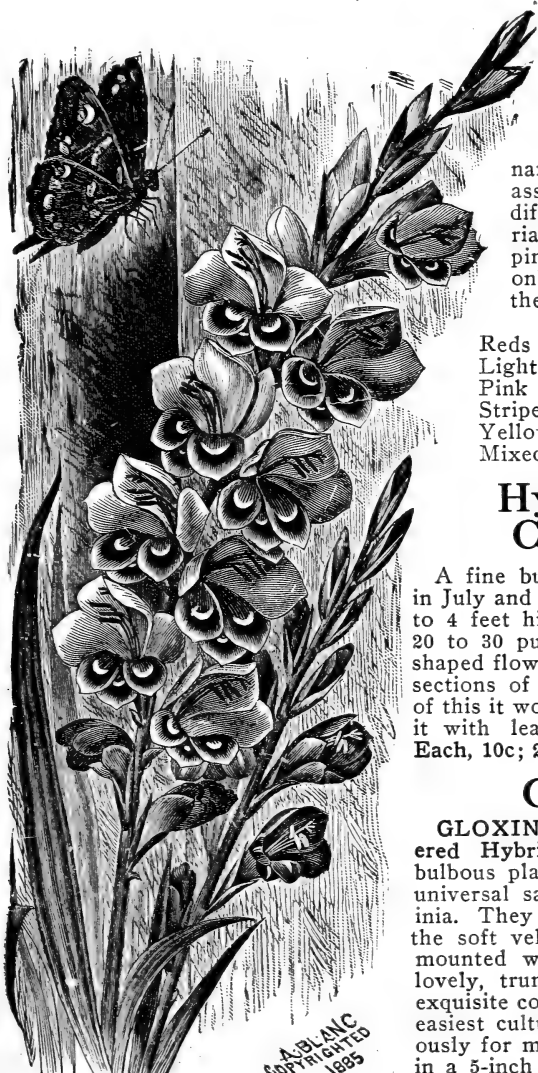 na
ass
dif
ria
pin
on
the
Reds
Light
Pink
Stripe
Yello
Mixed
Hy
C
A fine bu
in July and
to 4 feet hi
20 to 30 pu
shaped flow
sections of
of this it wo
it with lea
Each, 10c; 2
GLOXIN
ered Hybri
bulbous pla
universal sa
inia. They
the soft vel
mounted w
lovely, trun
exquisite co
easiest cultu
ously for m
in a 5-inch
A. BLANC
COPYRIGHTED
1885